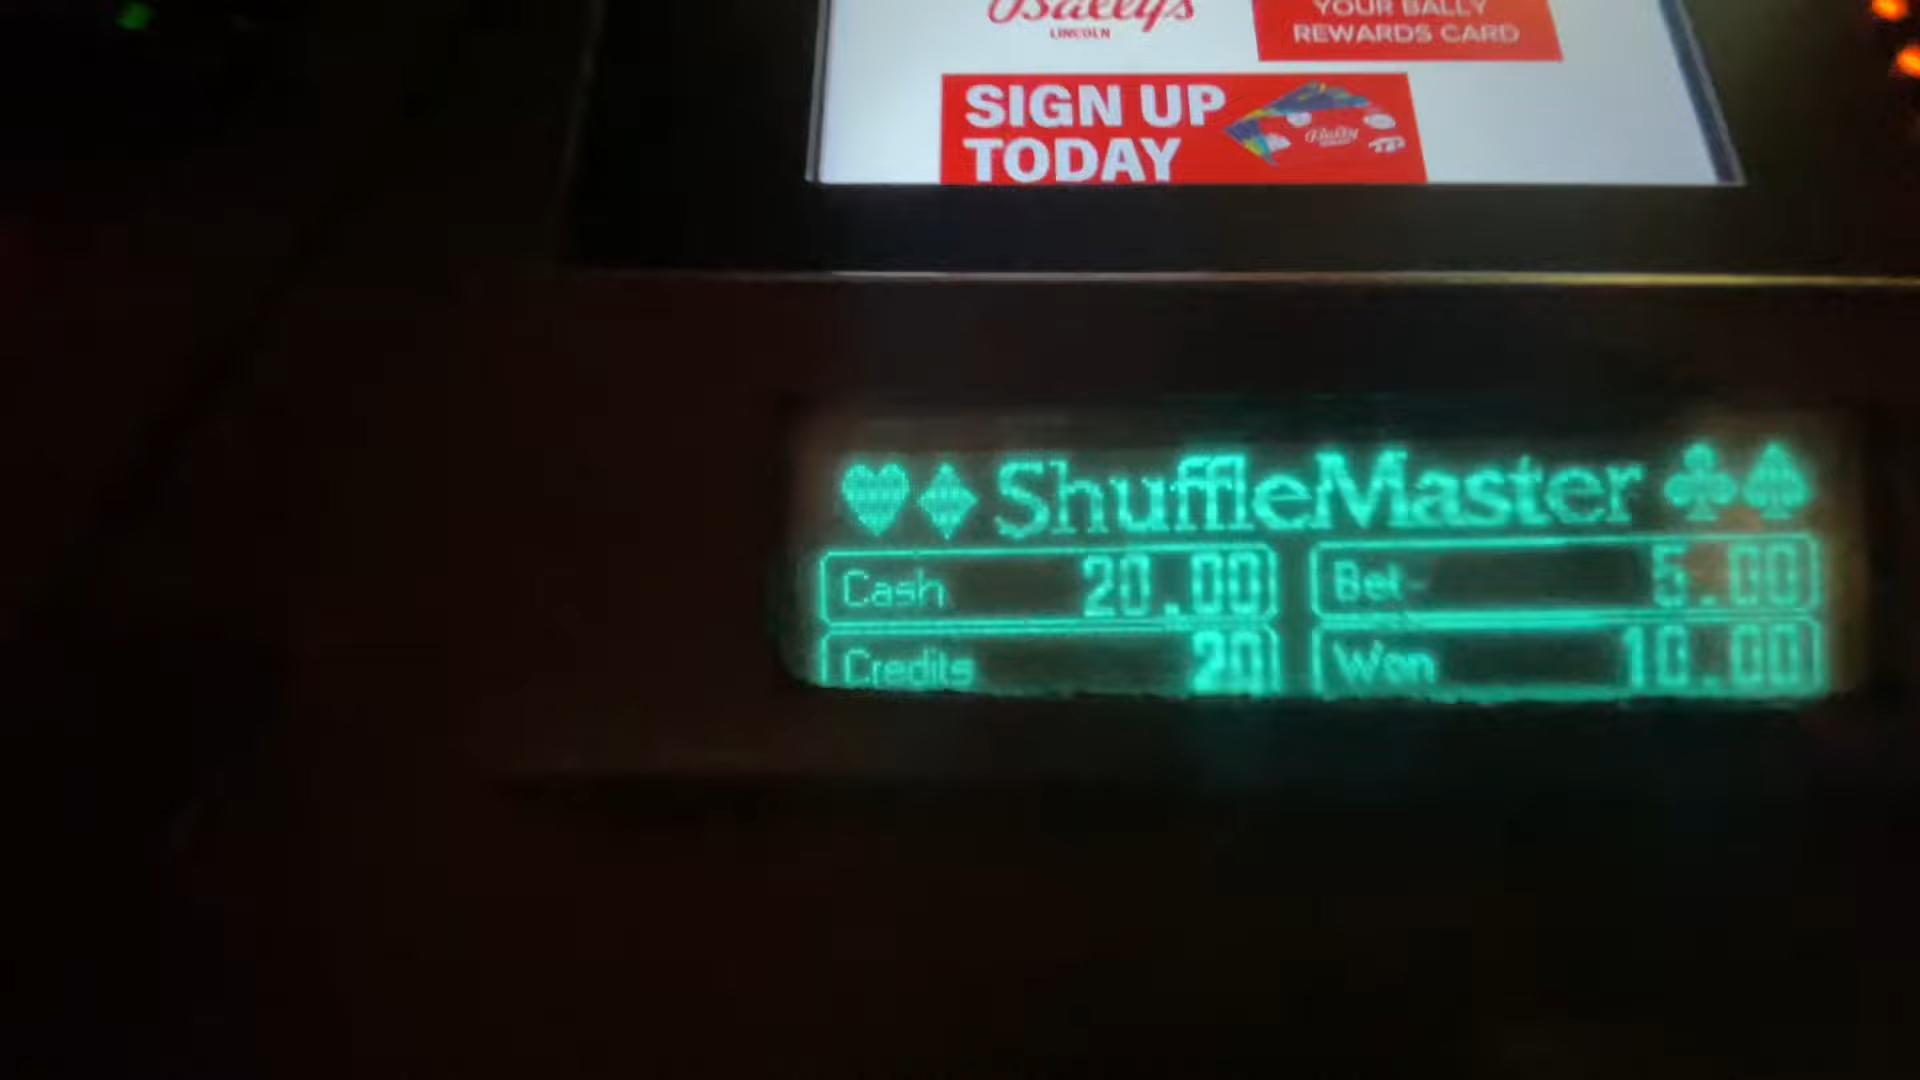 Bally's
LINCOLN
YOUR BALLY
REWARDS CARD
SIGN UP
TODAY
Bally
ShuffleMaster
Cash 20.00
Bet 5.00
Credits 20
Won 10.00